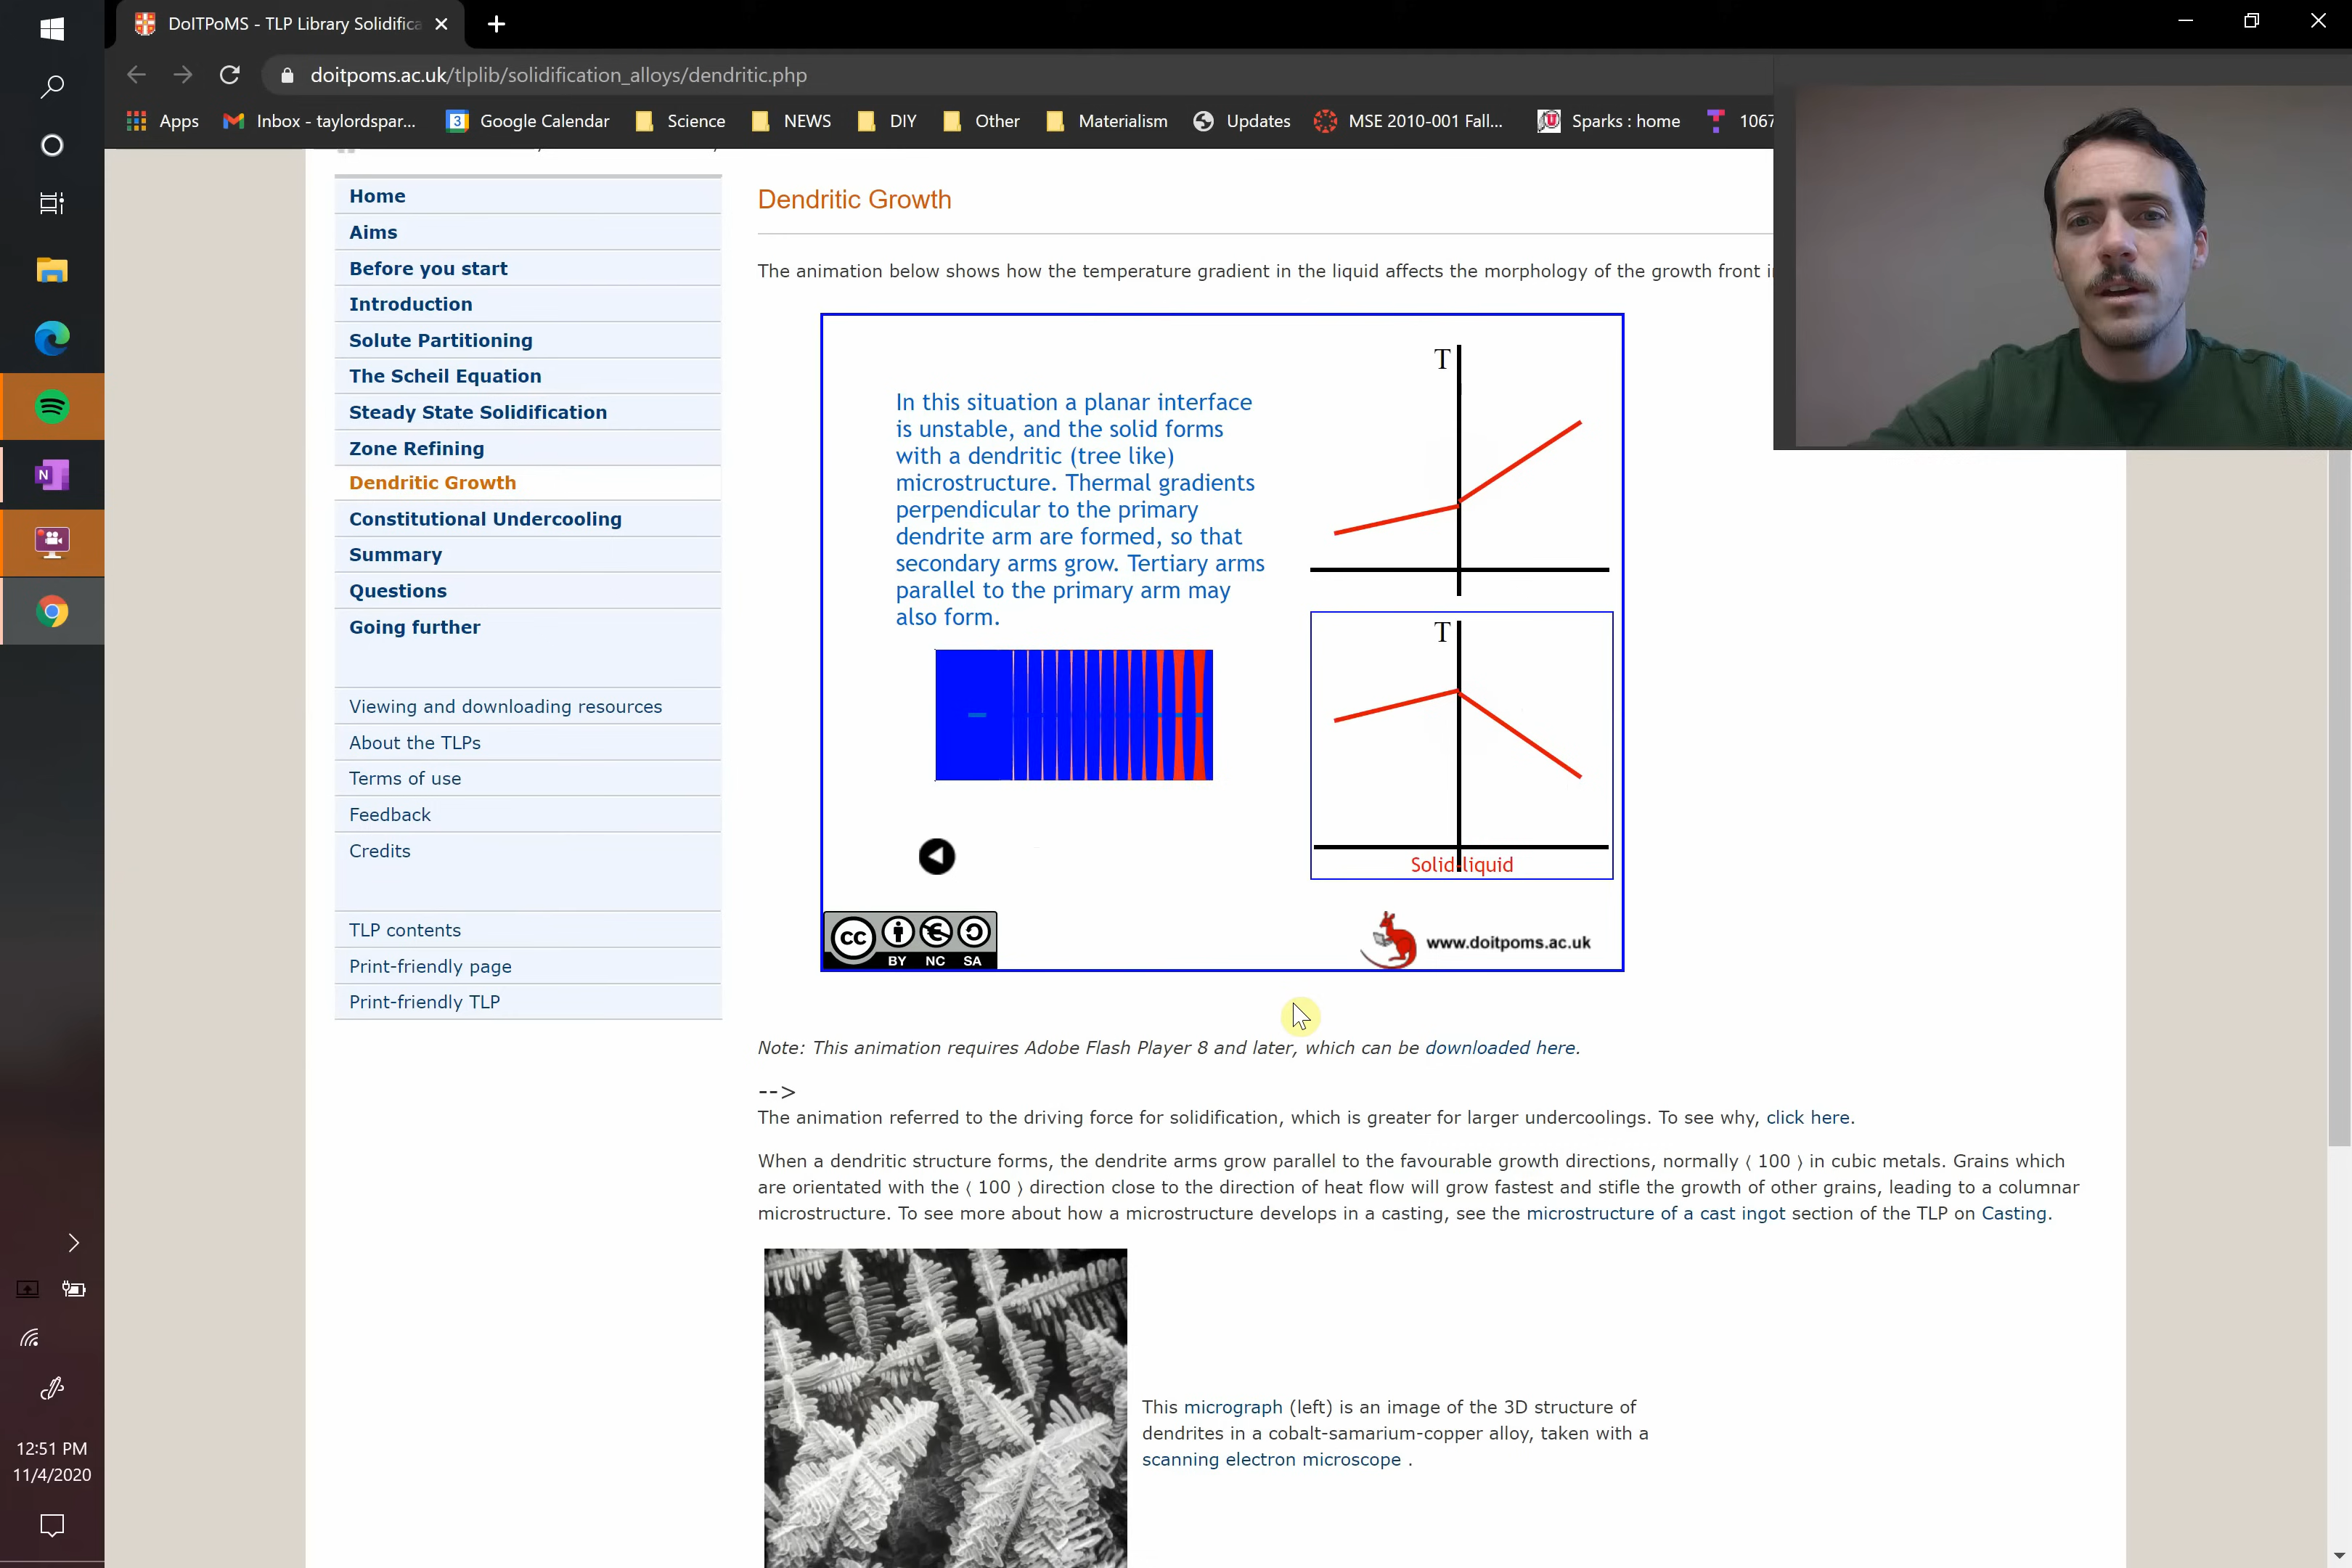 DoITPoMS - TLP Library Solidifica
doitpoms.ac.uk/tlplib/solidification_alloys/dendritic.php
Apps
Inbox - taylordspar...
3
Google Calendar
Science
NEWS
DIY
Other
Materialism
Updates
MSE 2010-001 Fall...
Sparks : home
1067
Home
Aims
Before you start
Introduction
Solute Partitioning
The Scheil Equation
Steady State Solidification
Zone Refining
Dendritic Growth
Constitutional Undercooling
Summary
Questions
Going further
Viewing and downloading resources
About the TLPs
Terms of use
Feedback
Credits
TLP contents
Print-friendly page
Print-friendly TLP
Dendritic Growth
The animation below shows how the temperature gradient in the liquid affects the morphology of the growth front i
In this situation a planar interface
is unstable, and the solid forms
with a dendritic (tree like)
microstructure. Thermal gradients
perpendicular to the primary
dendrite arm are formed, so that
secondary arms grow. Tertiary arms
parallel to the primary arm may
also form.
T
T
Solid liquid
CC
BY NC SA
www.doitpoms.ac.uk
Note: This animation requires Adobe Flash Player 8 and later, which can be downloaded here.
-->
The animation referred to the driving force for solidification, which is greater for larger undercoolings. To see why, click here.
When a dendritic structure forms, the dendrite arms grow parallel to the favourable growth directions, normally ⟨ 100 ⟩ in cubic metals. Grains which
are orientated with the ⟨ 100 ⟩ direction close to the direction of heat flow will grow fastest and stifle the growth of other grains, leading to a columnar
microstructure. To see more about how a microstructure develops in a casting, see the microstructure of a cast ingot section of the TLP on Casting.
This micrograph (left) is an image of the 3D structure of
dendrites in a cobalt-samarium-copper alloy, taken with a
scanning electron microscope .
N
12:51 PM
11/4/2020